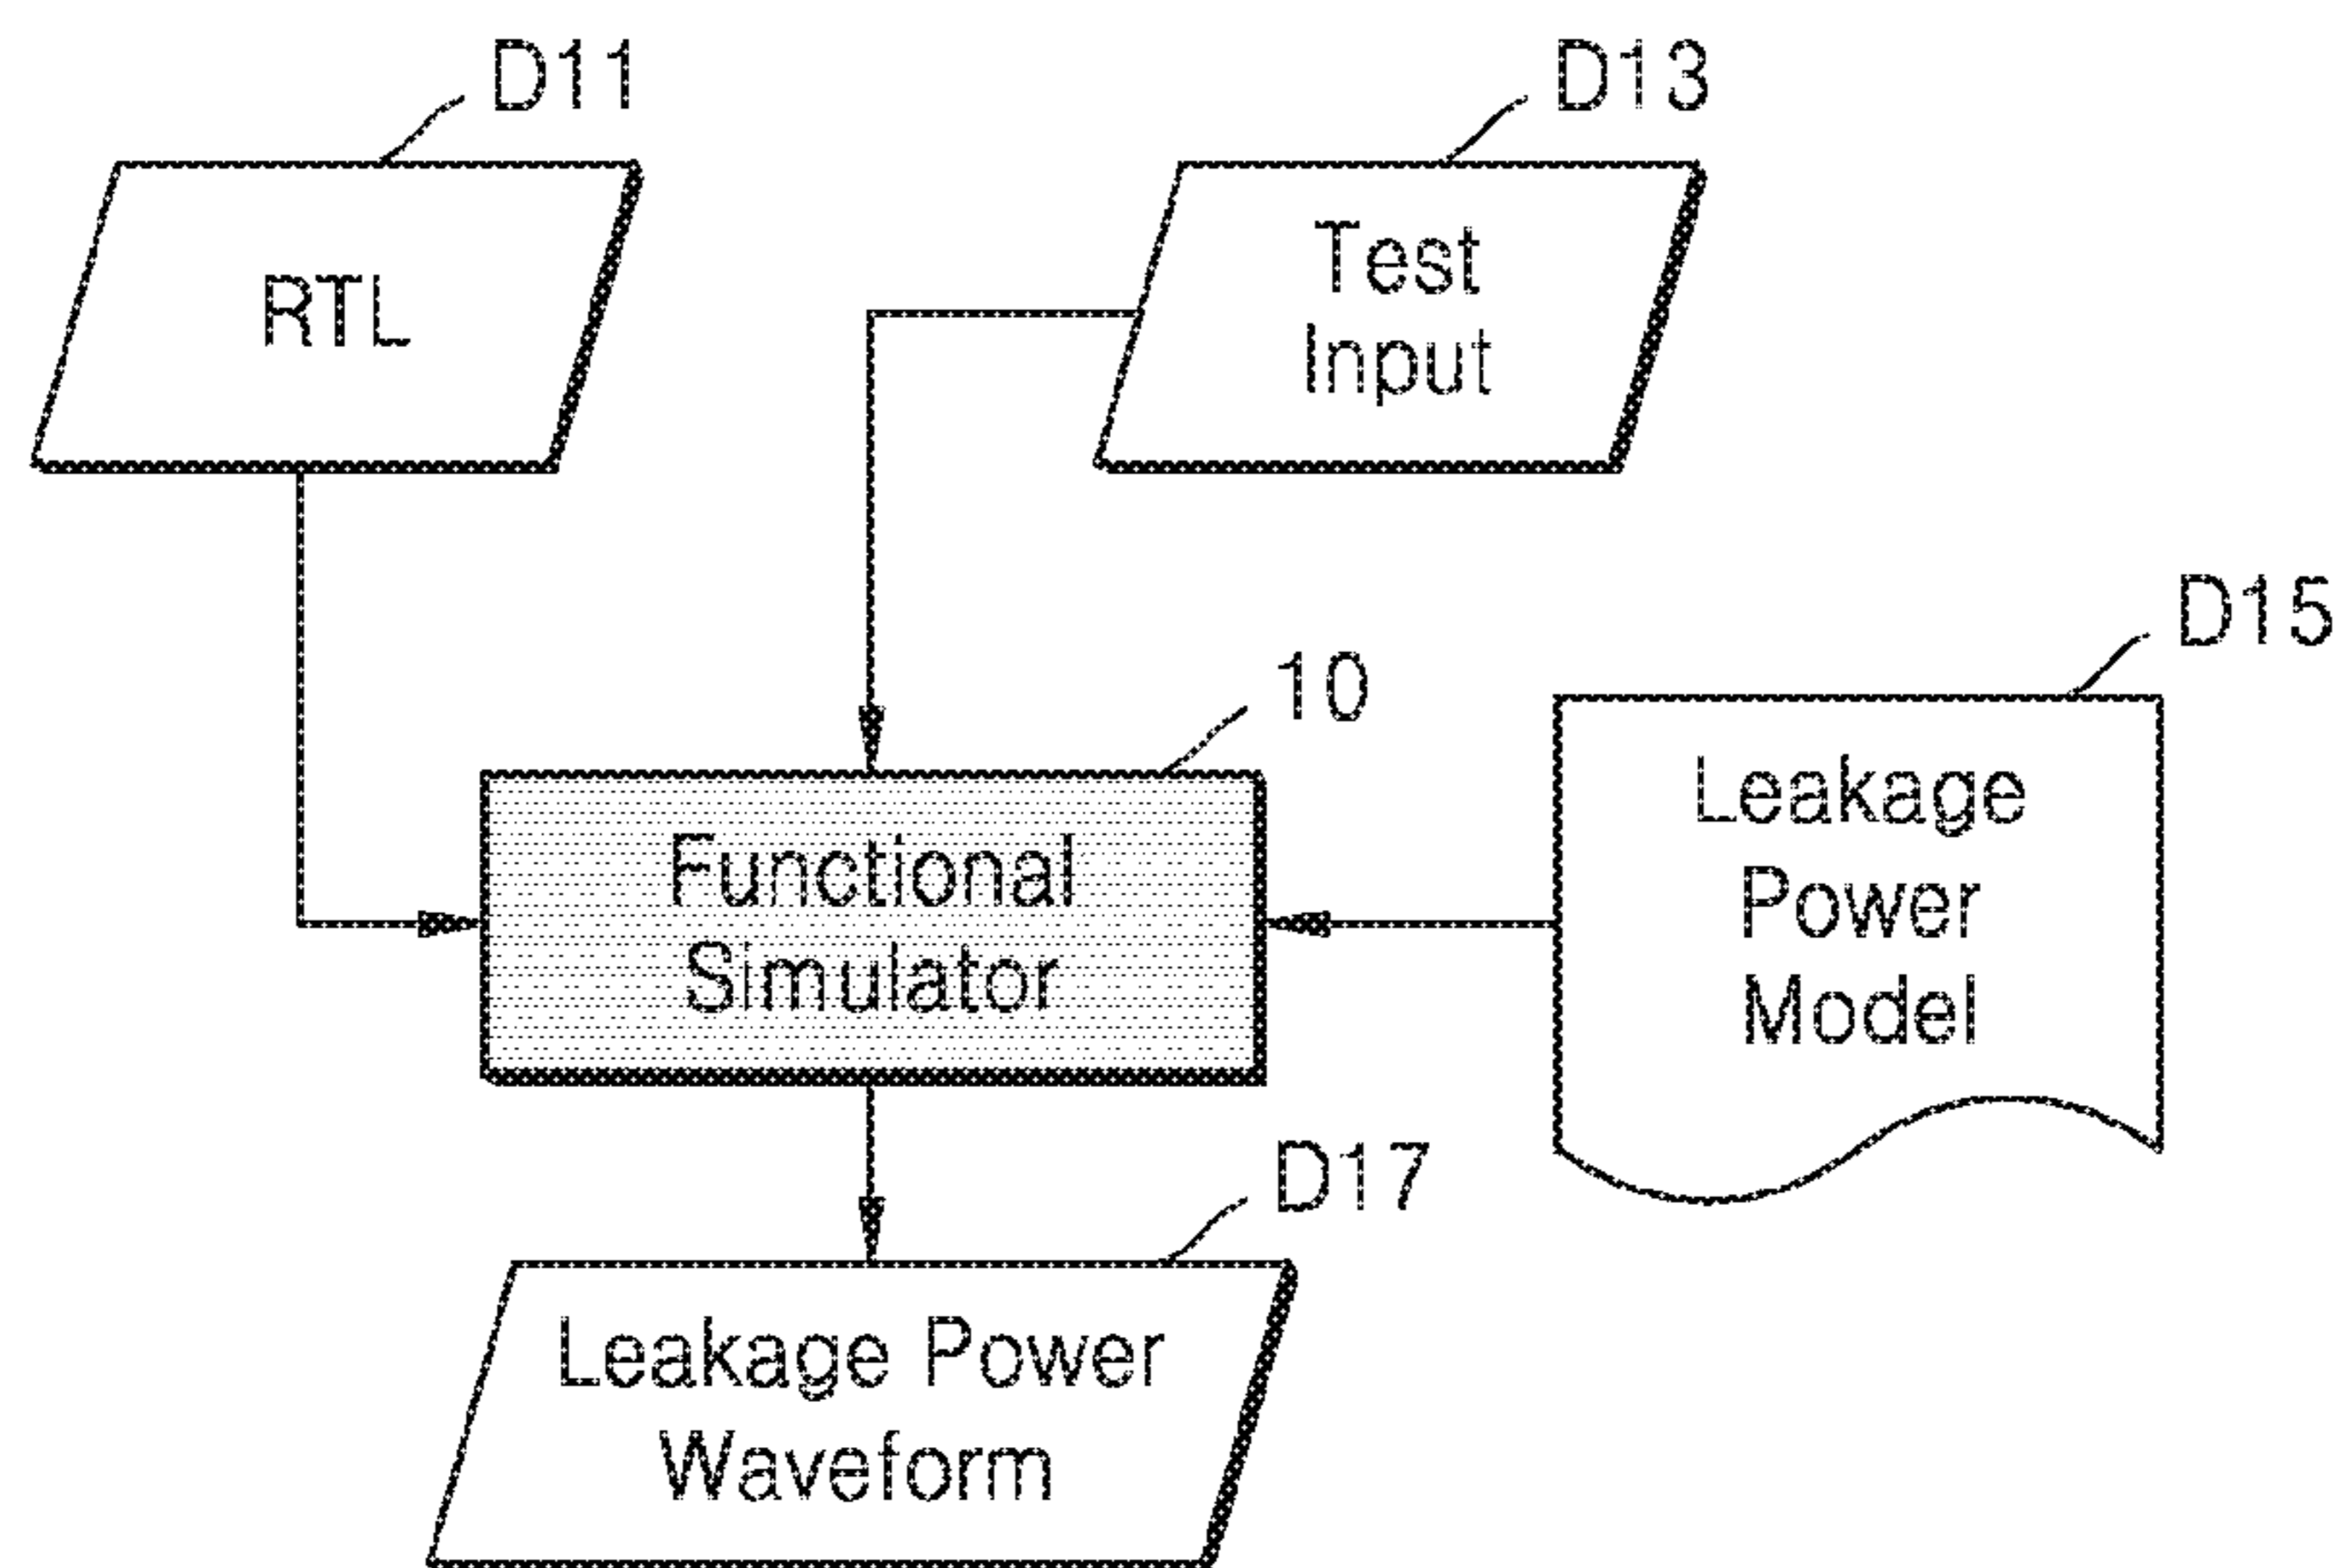 D11
D13
RTL
Test
Input
D15
10
Functional
Simulator
Leakage
Power
Model
D17
Leakage Power
Waveform